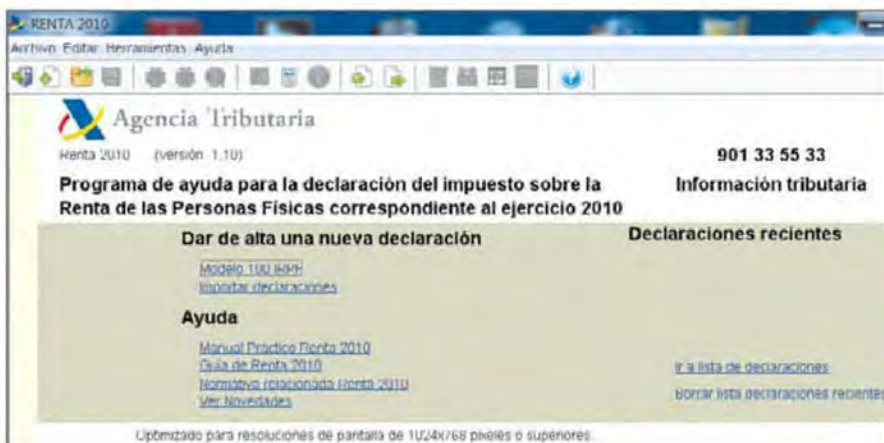 RENTA 2010
Archivo Editar Herramientas Ayuda
Agencia Tributaria
Renta 2010 (versión 1.10)
901 33 55 33
Programa de ayuda para la declaración del impuesto sobre la
Renta de las Personas Físicas correspondiente al ejercicio 2010
Información tributaria
Dar de alta una nueva declaración
Modelo 100 IRPF
Importar declaraciones
Ayuda
Manual Práctico Renta 2010
Guía de Renta 2010
Normativa relacionada Renta 2010
Ver Novedades
Declaraciones recientes
Ir a lista de declaraciones
Borrar lista declaraciones recientes
Optimizado para resoluciones de pantalla de 1024x768 píxeles o superiores.